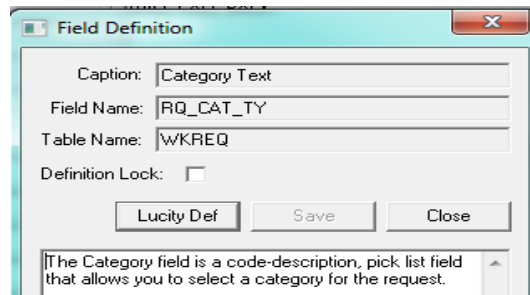 Field Definition
Caption: Category Text
Field Name: RQ_CAT_TY
Table Name: WKREQ
Definition Lock:
Lucity Def Save Close
The Category field is a code-description, pick list field
that allows you to select a category for the request.